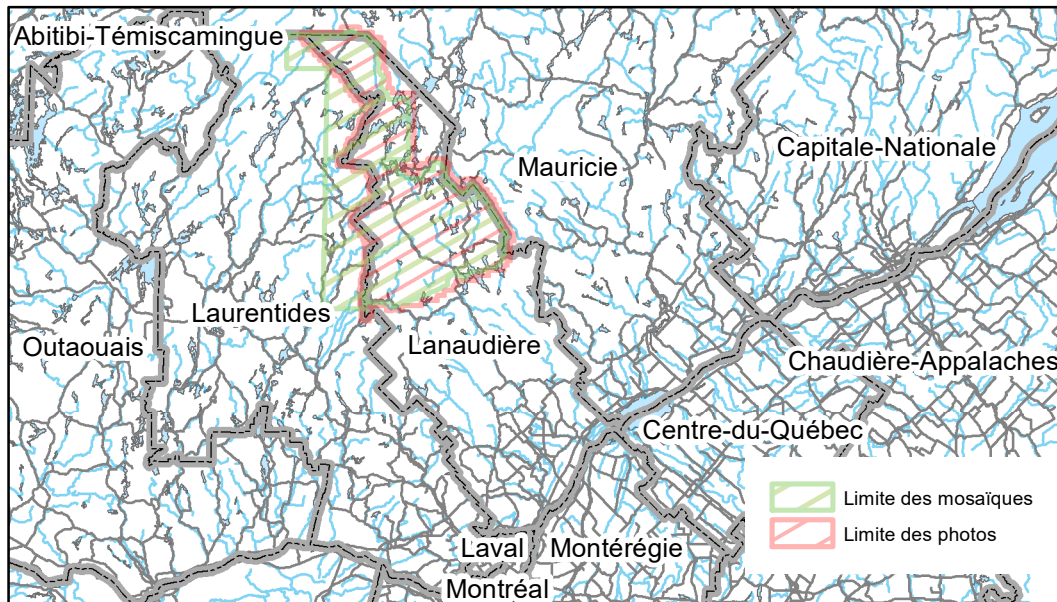 Abitibi-Témiscamingue
Mauricie
Capitale-Nationale
Laurentides
Outaouais
Lanaudière
Chaudière-Appalaches
Centre-du-Québec
Limite des mosaïques
Limite des photos
Laval
Montérégie
Montréal